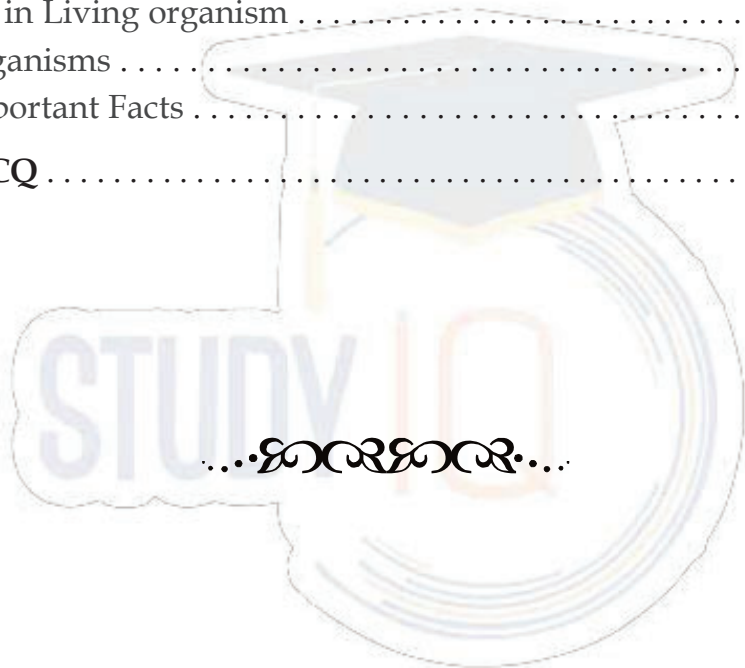 in Living organism . . . . . . . . . . . . . . . . . . . . . . . . . . . . . . . . .
ganisms . . . . . . . . . . . . . . . . . . . . . . . . . . . . . . . . . . . . . .
portant Facts . . . . . . . . . . . . . . . . . . . . . . . . . . . . . . . . .
CQ . . . . . . . . . . . . . . . . . . . . . . . . . . . . . . . . . . . . . . . . . .
STUDY IQ